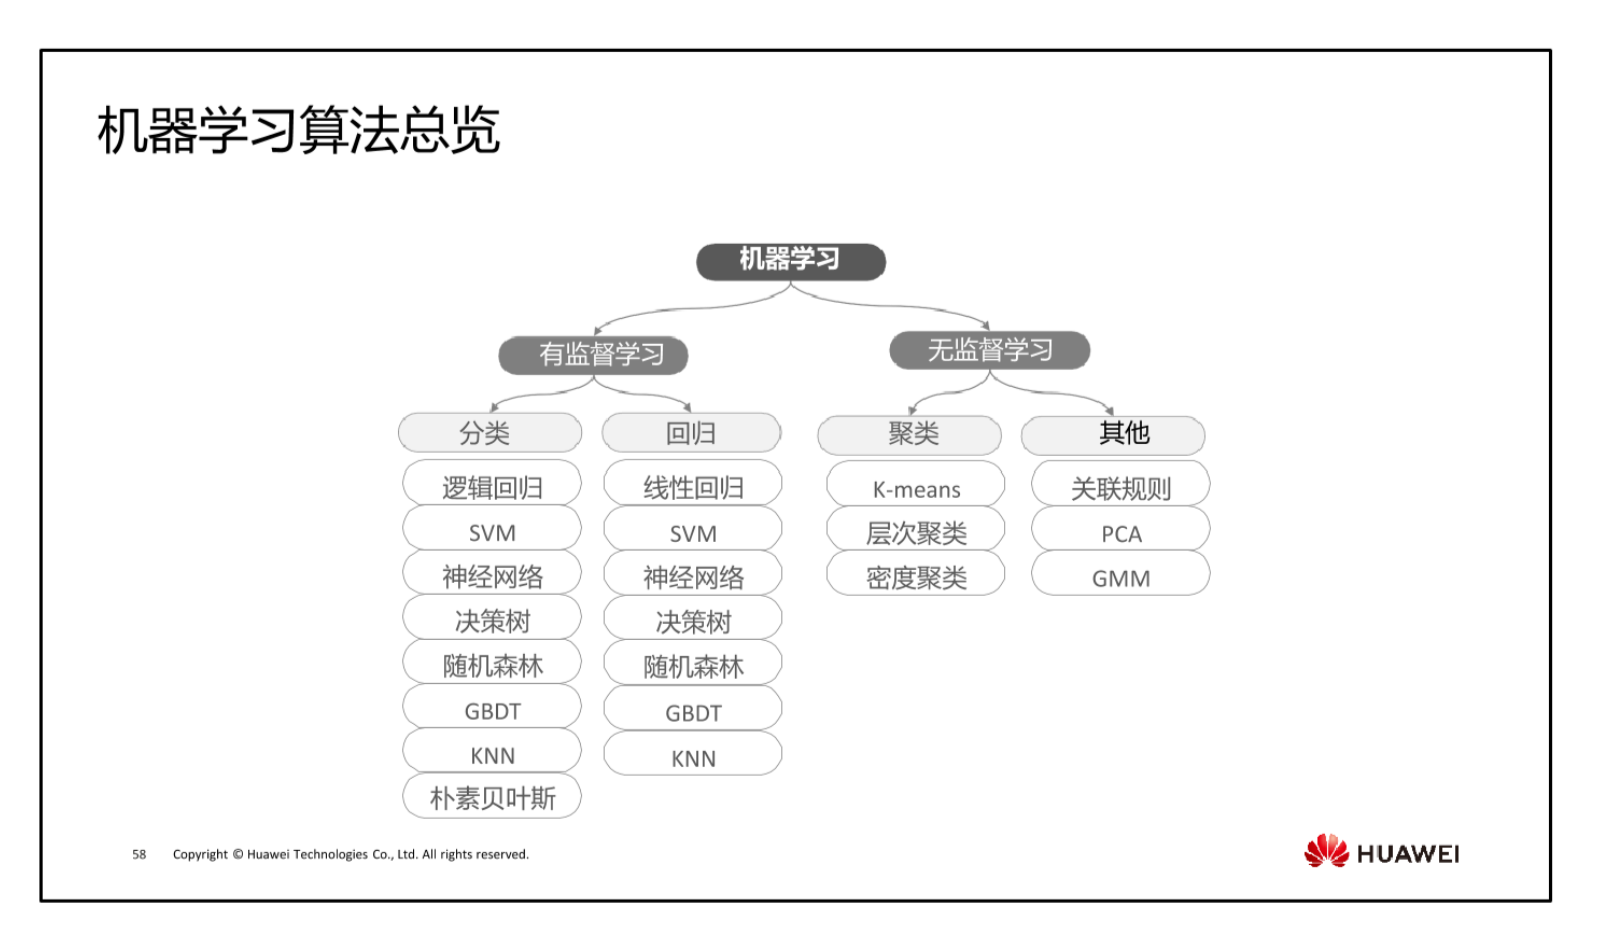 机器学习算法总览
机器学习
有监督学习
无监督学习
分类
回归
聚类
其他
逻辑回归
SVM
神经网络
决策树
随机森林
GBDT
KNN
朴素贝叶斯
线性回归
SVM
神经网络
决策树
随机森林
GBDT
KNN
K-means
层次聚类
密度聚类
关联规则
PCA
GMM
58 Copyright © Huawei Technologies Co., Ltd. All rights reserved.
HUAWEI